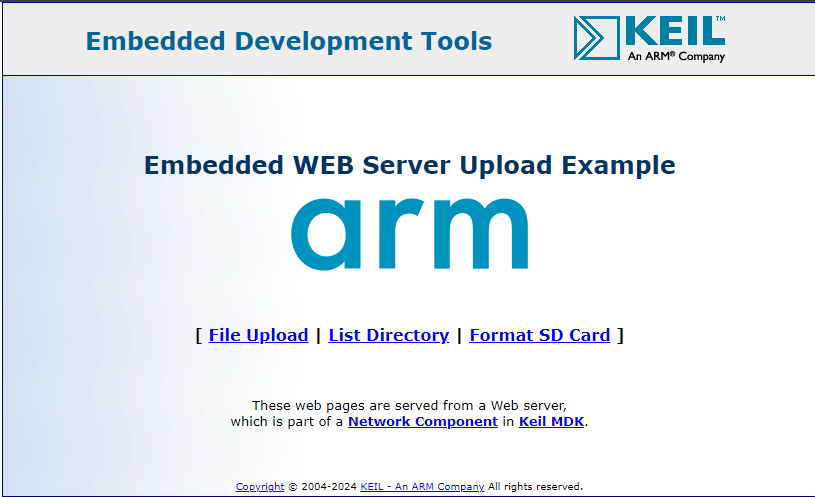 Embedded Development Tools
KEIL™
An ARM® Company
Embedded WEB Server Upload Example
arm
[ File Upload | List Directory | Format SD Card ]
These web pages are served from a Web server,
which is part of a Network Component in Keil MDK.
Copyright © 2004-2024 KEIL - An ARM Company All rights reserved.